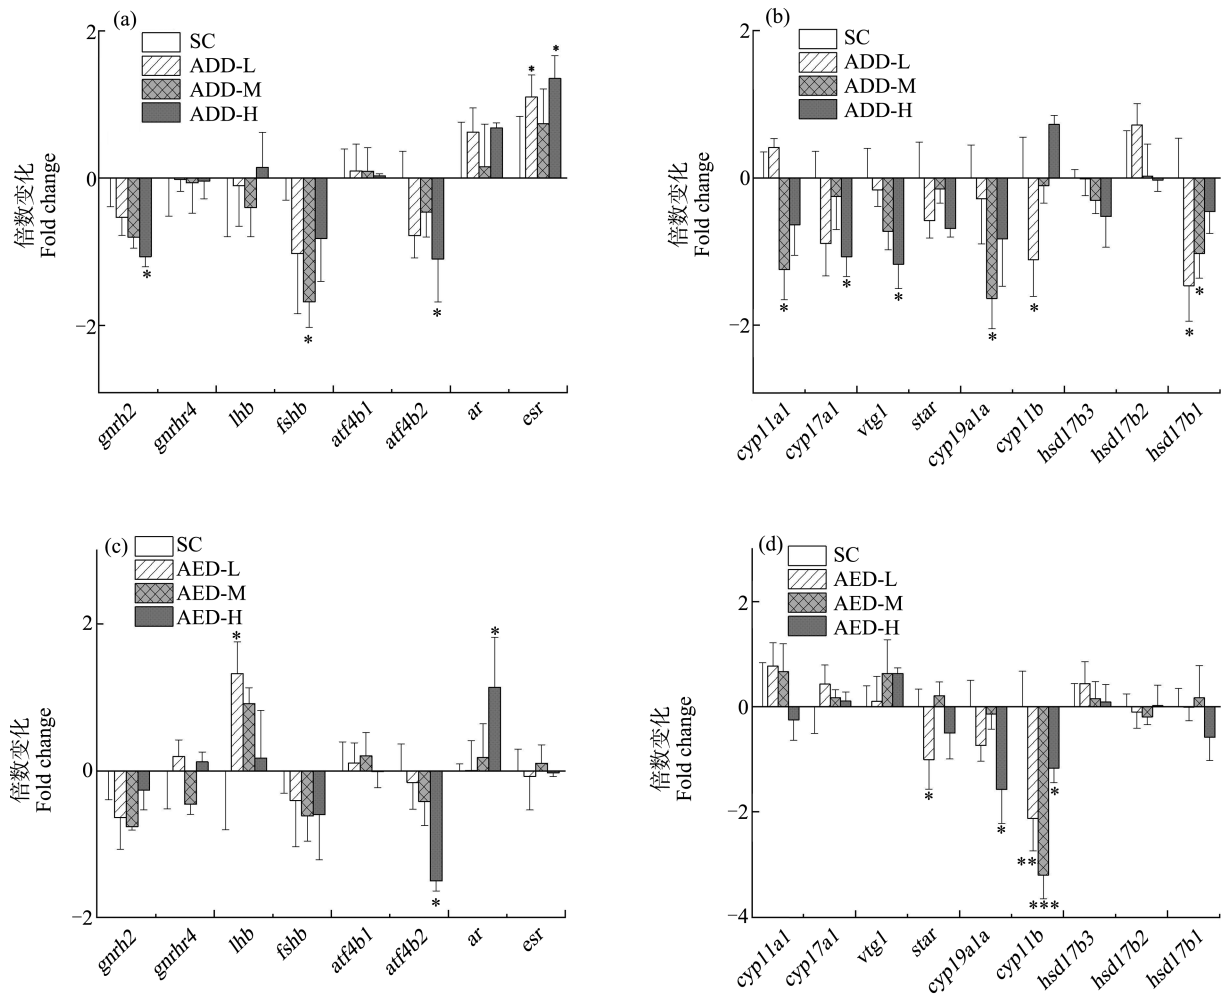 (a)
SC
ADD-L
ADD-M
ADD-H
2
0
−2
倍数变化
Fold change
* * * * *
gnrh2 gnrhr4 lhb fshb atf4b1 atf4b2 ar esr
(b)
SC
ADD-L
ADD-M
ADD-H
2
0
−2
倍数变化
Fold change
* * * * * * *
cyp11a1 cyp17a1 vtg1 star cyp19a1a cyp11b hsd17b3 hsd17b2 hsd17b1
(c)
SC
AED-L
AED-M
AED-H
2
0
−2
倍数变化
Fold change
* * *
gnrh2 gnrhr4 lhb fshb atf4b1 atf4b2 ar esr
(d)
SC
AED-L
AED-M
AED-H
2
0
−2
−4
倍数变化
Fold change
* * ** *** *
cyp11a1 cyp17a1 vtg1 star cyp19a1a cyp11b hsd17b3 hsd17b2 hsd17b1